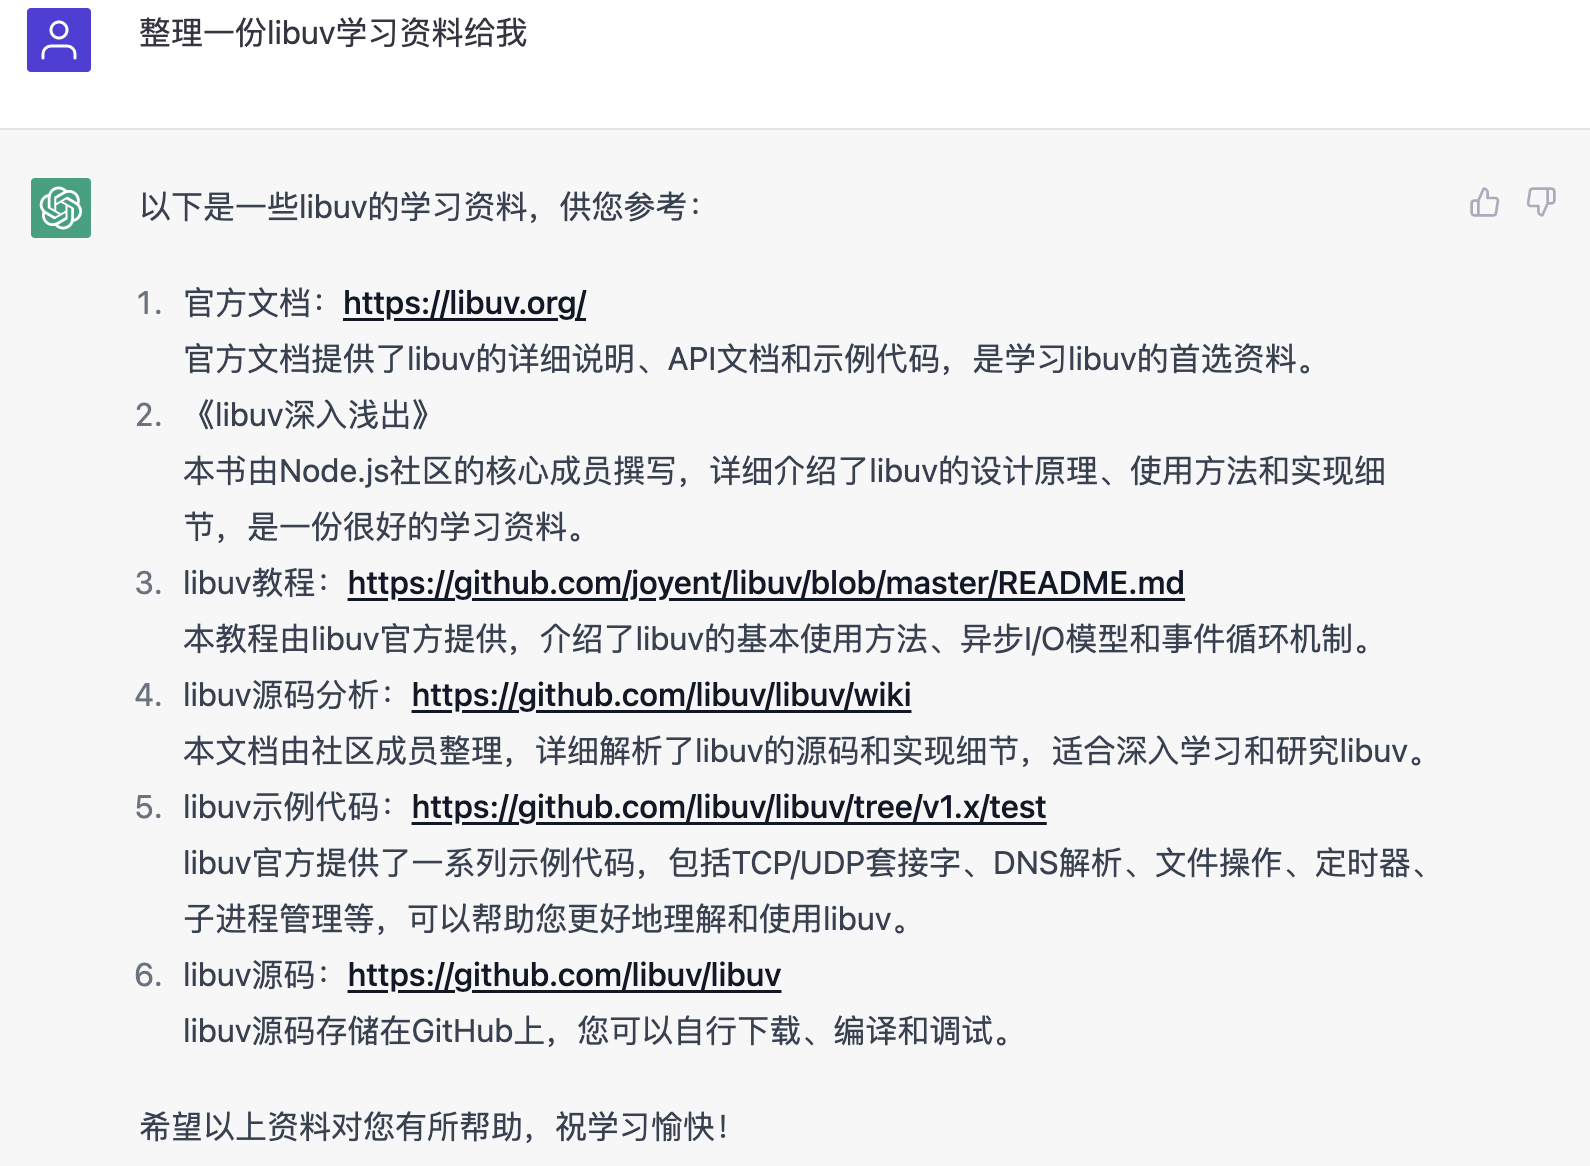 整理一份libuv学习资料给我
以下是一些libuv的学习资料，供您参考：
1. 官方文档：https://libuv.org/
官方文档提供了libuv的详细说明、API文档和示例代码，是学习libuv的首选资料。
2. 《libuv深入浅出》
本书由Node.js社区的核心成员撰写，详细介绍了libuv的设计原理、使用方法和实现细
节，是一份很好的学习资料。
3. libuv教程：https://github.com/joyent/libuv/blob/master/README.md
本教程由libuv官方提供，介绍了libuv的基本使用方法、异步I/O模型和事件循环机制。
4. libuv源码分析：https://github.com/libuv/libuv/wiki
本文档由社区成员整理，详细解析了libuv的源码和实现细节，适合深入学习和研究libuv。
5. libuv示例代码：https://github.com/libuv/libuv/tree/v1.x/test
libuv官方提供了一系列示例代码，包括TCP/UDP套接字、DNS解析、文件操作、定时器、
子进程管理等，可以帮助您更好地理解和使用libuv。
6. libuv源码：https://github.com/libuv/libuv
libuv源码存储在GitHub上，您可以自行下载、编译和调试。
希望以上资料对您有所帮助，祝学习愉快！